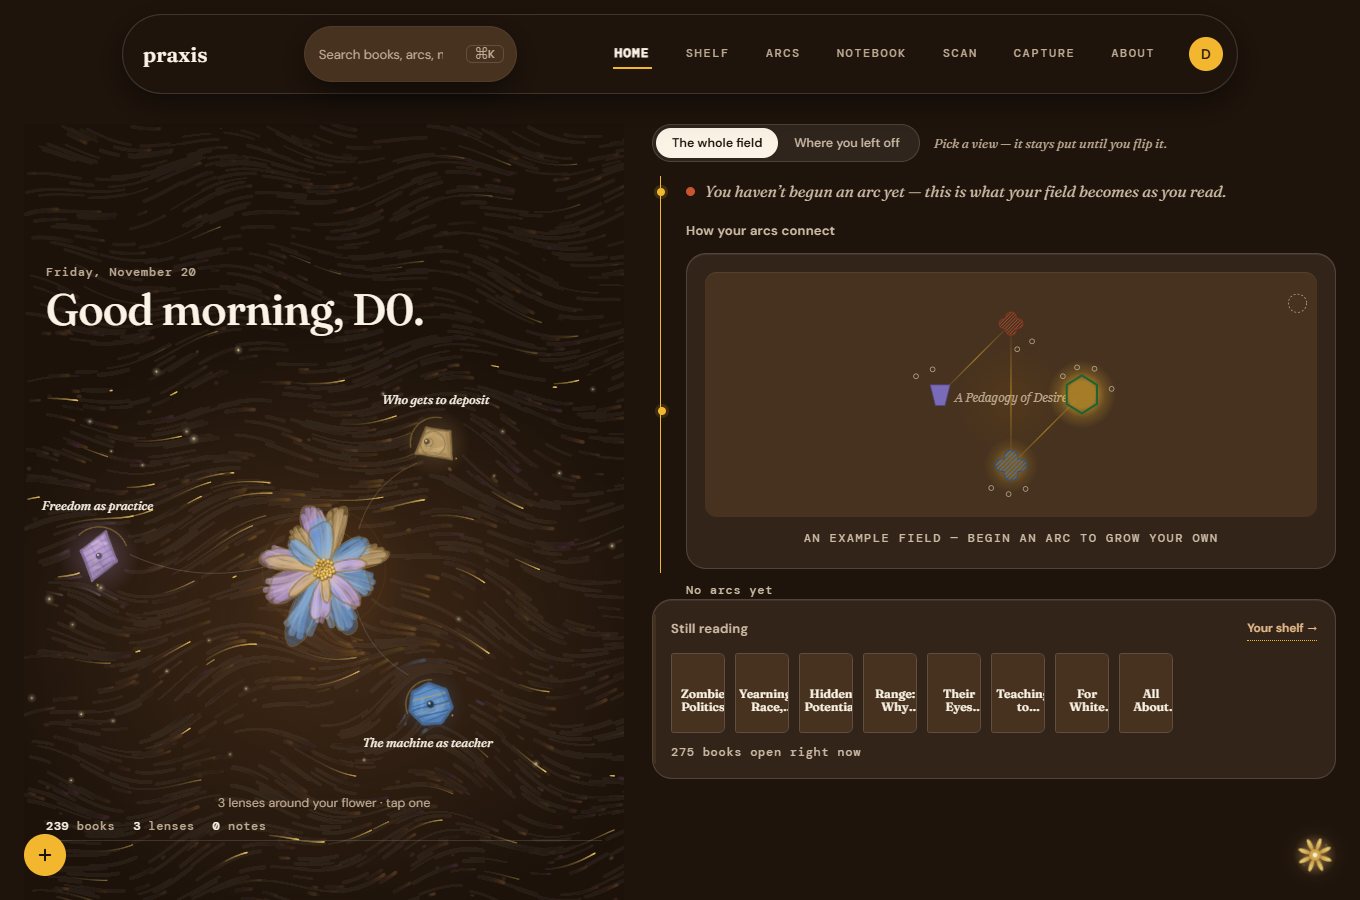 praxis
Search books, arcs, n
⌘K
HOME
SHELF
ARCS
NOTEBOOK
SCAN
CAPTURE
ABOUT
D
Friday, November 20
Good morning, D0.
Who gets to deposit
Freedom as practice
The machine as teacher
3 lenses around your flower · tap one
239 books 3 lenses 0 notes
+
The whole field
Where you left off
Pick a view — it stays put until you flip it.
You haven’t begun an arc yet — this is what your field becomes as you read.
How your arcs connect
A Pedagogy of Desire
AN EXAMPLE FIELD — BEGIN AN ARC TO GROW YOUR OWN
No arcs yet
Still reading
Your shelf →
Zombie
Politics
Yearning
Race,..
Hidden
Potentia
Range:
Why..
Their
Eyes..
Teaching
to...
For
White.
All
About.
275 books open right now